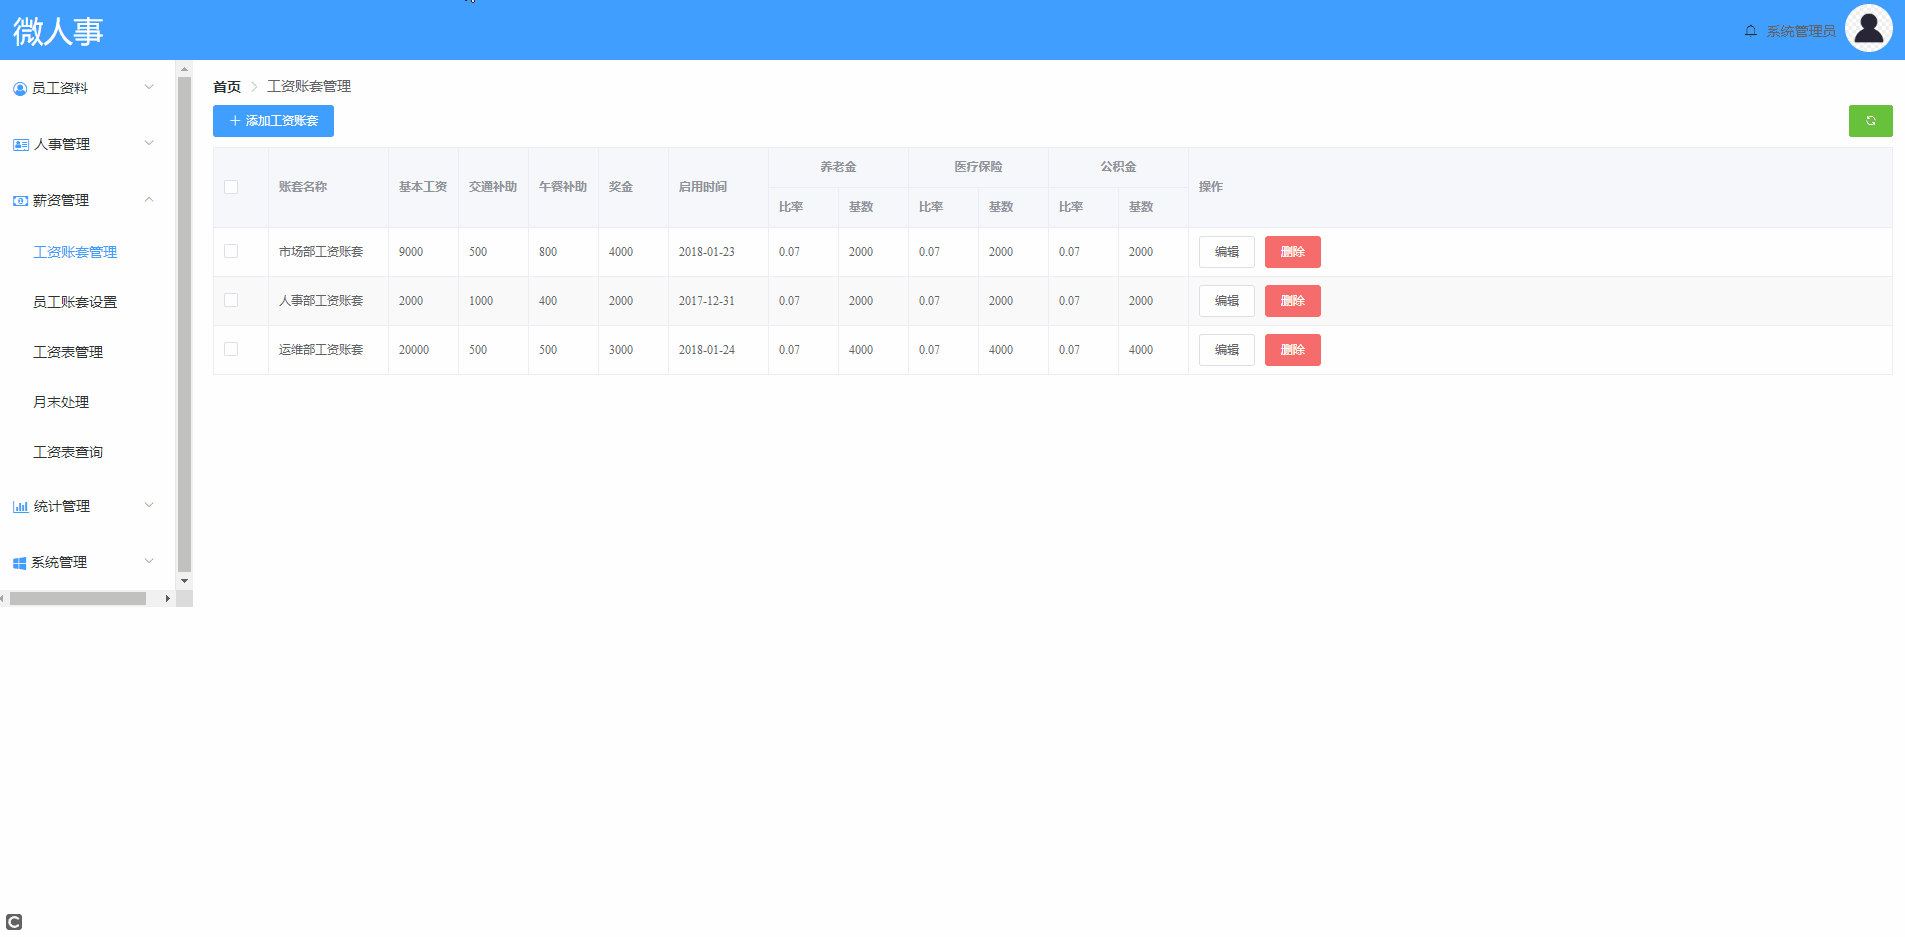 微人事
系统管理员
员工资料
人事管理
薪资管理
工资账套管理
员工账套设置
工资表管理
月末处理
工资表查询
统计管理
系统管理
首页 工资账套管理
添加工资账套
账套名称 基本工资 交通补助 午餐补助 奖金 启用时间 养老金 医疗保险 公积金 操作
比率 基数 比率 基数 比率 基数
市场部工资账套 9000 500 800 4000 2018-01-23 0.07 2000 0.07 2000 0.07 2000 编辑 删除
人事部工资账套 2000 1000 400 2000 2017-12-31 0.07 2000 0.07 2000 0.07 2000 编辑 删除
运维部工资账套 20000 500 500 3000 2018-01-24 0.07 4000 0.07 4000 0.07 4000 编辑 删除
C